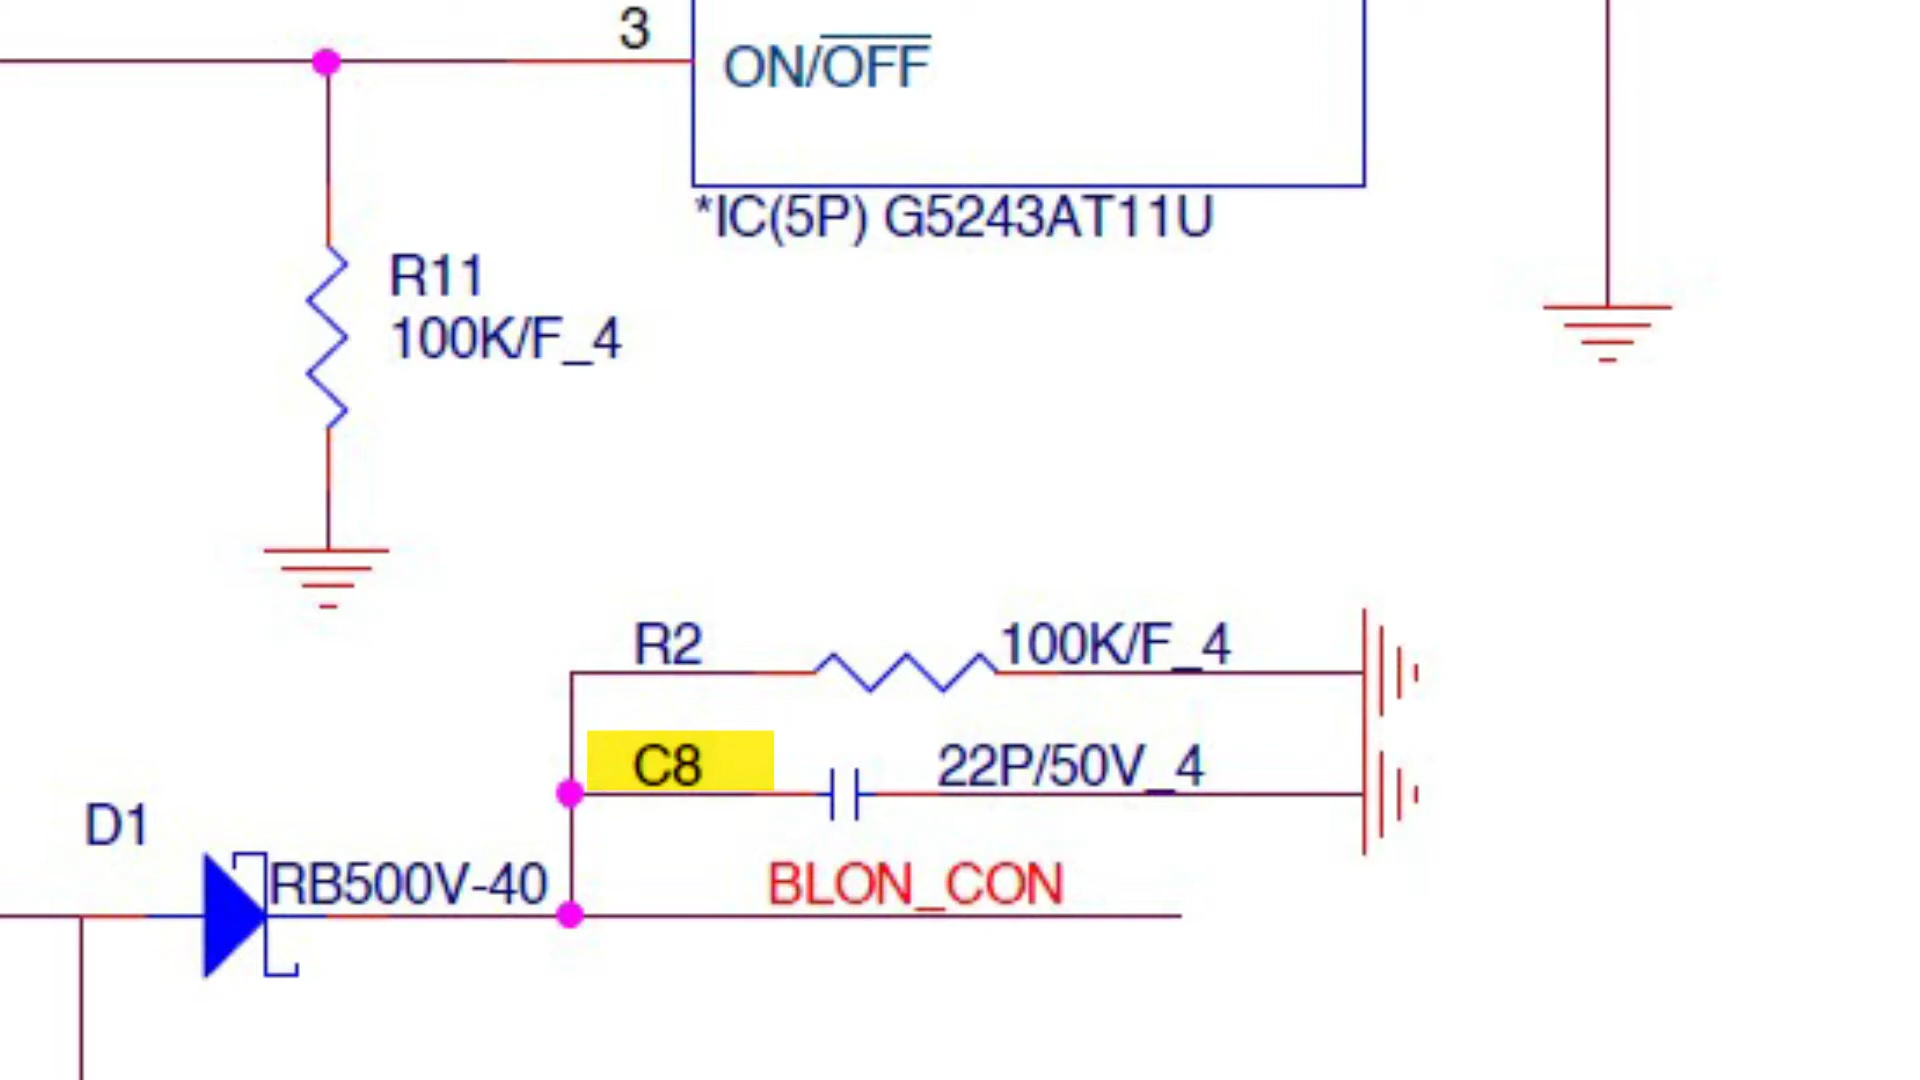 3
ON/OFF
*IC(5P) G5243AT11U
R11
100K/F_4
R2
100K/F_4
C8
22P/50V_4
D1
RB500V-40
BLON_CON